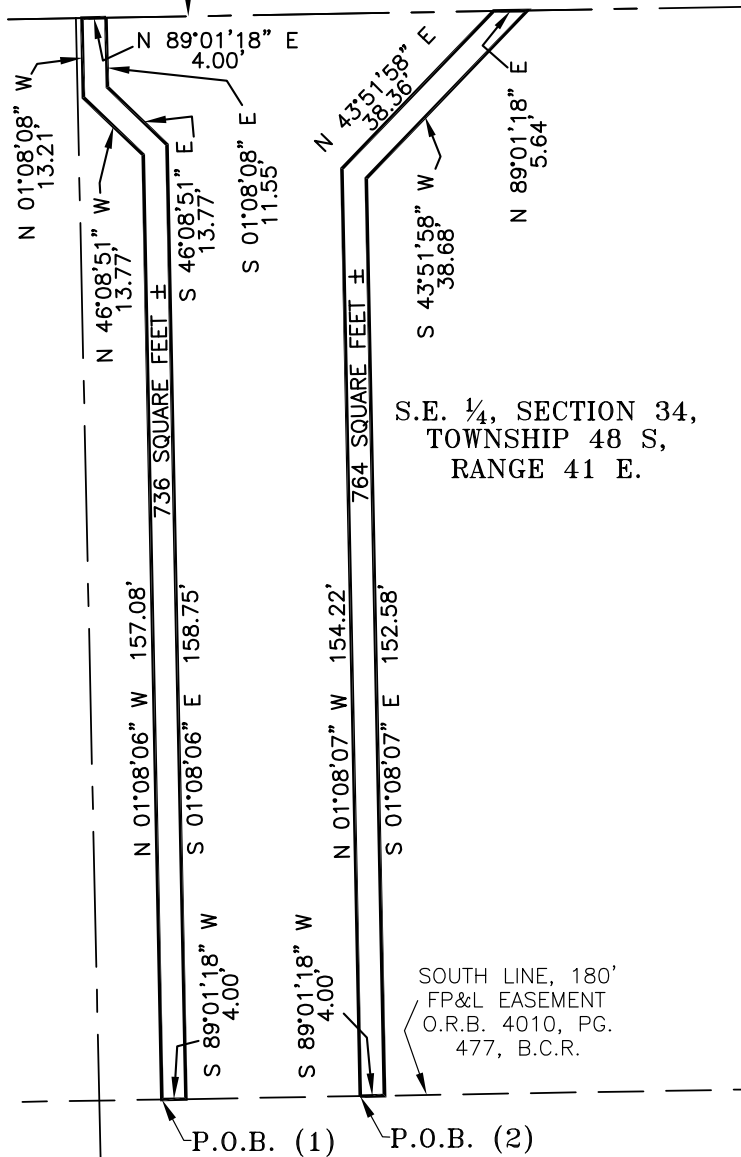 N 89°01'18" E
4.00'
N 01°08'08" W
13.21'
N 46°08'51" W
13.77'
S 46°08'51" E
13.77'
S 01°08'08" E
11.55'
N 43°51'58" E
38.36'
S 43°51'58" W
38.68'
N 89°01'18" E
5.64'
736 SQUARE FEET ±
764 SQUARE FEET ±
S.E. ¼, SECTION 34,
TOWNSHIP 48 S,
RANGE 41 E.
N 01°08'06" W 157.08'
S 01°08'06" E 158.75'
N 01°08'07" W 154.22'
S 01°08'07" E 152.58'
S 89°01'18" W
4.00'
S 89°01'18" W
4.00'
SOUTH LINE, 180'
FP&L EASEMENT
O.R.B. 4010, PG.
477, B.C.R.
P.O.B. (1)
P.O.B. (2)